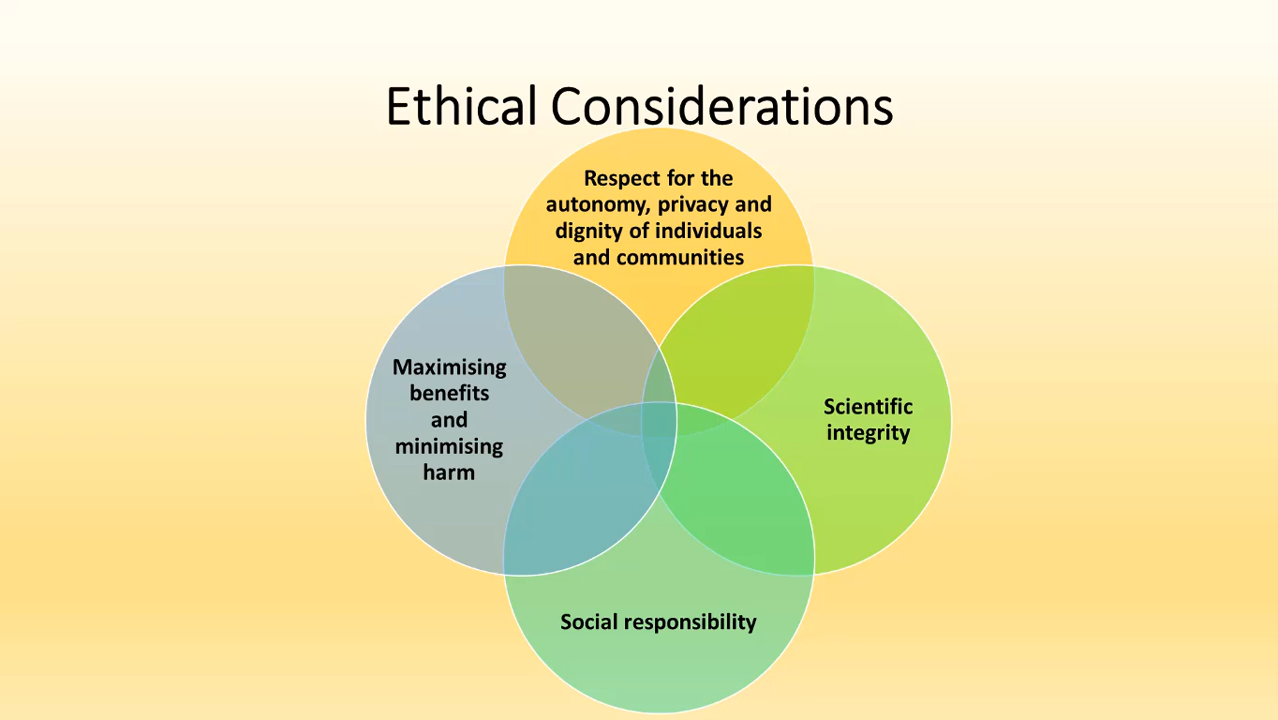 Ethical Considerations
Respect for the
autonomy, privacy and
dignity of individuals
and communities
Maximising
benefits
and
minimising
harm
Scientific
integrity
Social responsibility